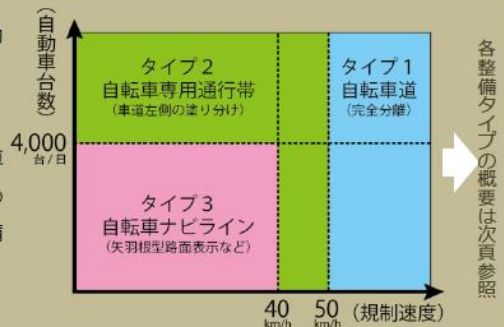 （自動車台数）
タイプ２
自転車専用通行帯
（車道左側の塗り分け）
タイプ１
自転車道
（完全分離）
4,000
台/日
タイプ３
自転車ナビライン
（矢羽根型路面表示など）
40
km/h
50
km/h
（規制速度）
各整備タイプの概要は次頁参照